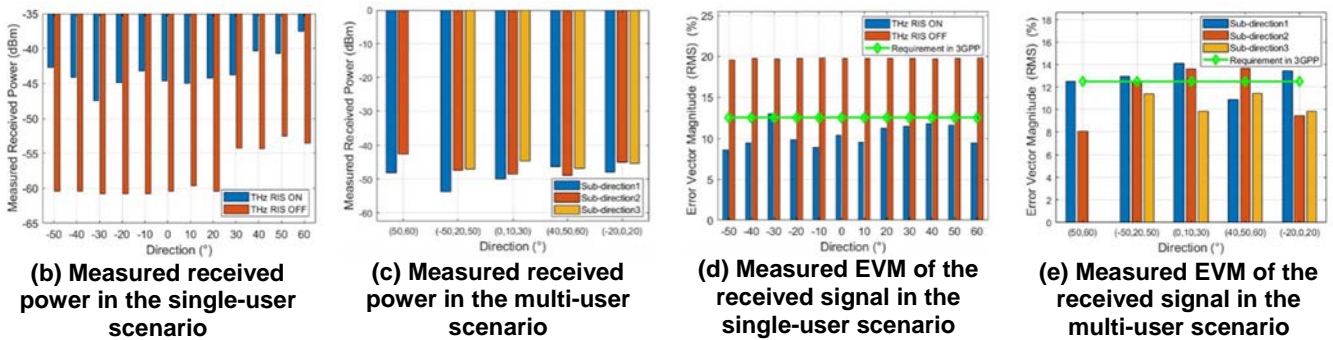 Measured Received Power (dBm)
-35
-40
-45
-50
-55
-60
-65
THz RIS ON
THz RIS OFF
-50 -40 -30 -20 -10 0 10 20 30 40 50 60
Direction (°)
(b) Measured received
power in the single-user
scenario
Measured Received Power (dBm)
0
-10
-20
-30
-40
-50
-60
Sub-direction1
Sub-direction2
Sub-direction3
(50,60) (-50,20,50) (0,10,30) (40,50,60) (-20,0,20)
Direction (°)
(c) Measured received
power in the multi-user
scenario
Error Vector Magnitude (RMS) (%)
25
20
15
10
5
0
THz RIS ON
THz RIS OFF
Requirement in 3GPP
-50 -40 -30 -20 -10 0 10 20 30 40 50 60
Direction (°)
(d) Measured EVM of the
received signal in the
single-user scenario
Error Vector Magnitude (RMS) (%)
18
16
14
12
10
8
6
4
2
0
Sub-direction1
Sub-direction2
Sub-direction3
Requirement in 3GPP
(50,60) (-50,20,50) (0,10,30) (40,50,60) (-20,0,20)
Direction (°)
(e) Measured EVM of the
received signal in the
multi-user scenario